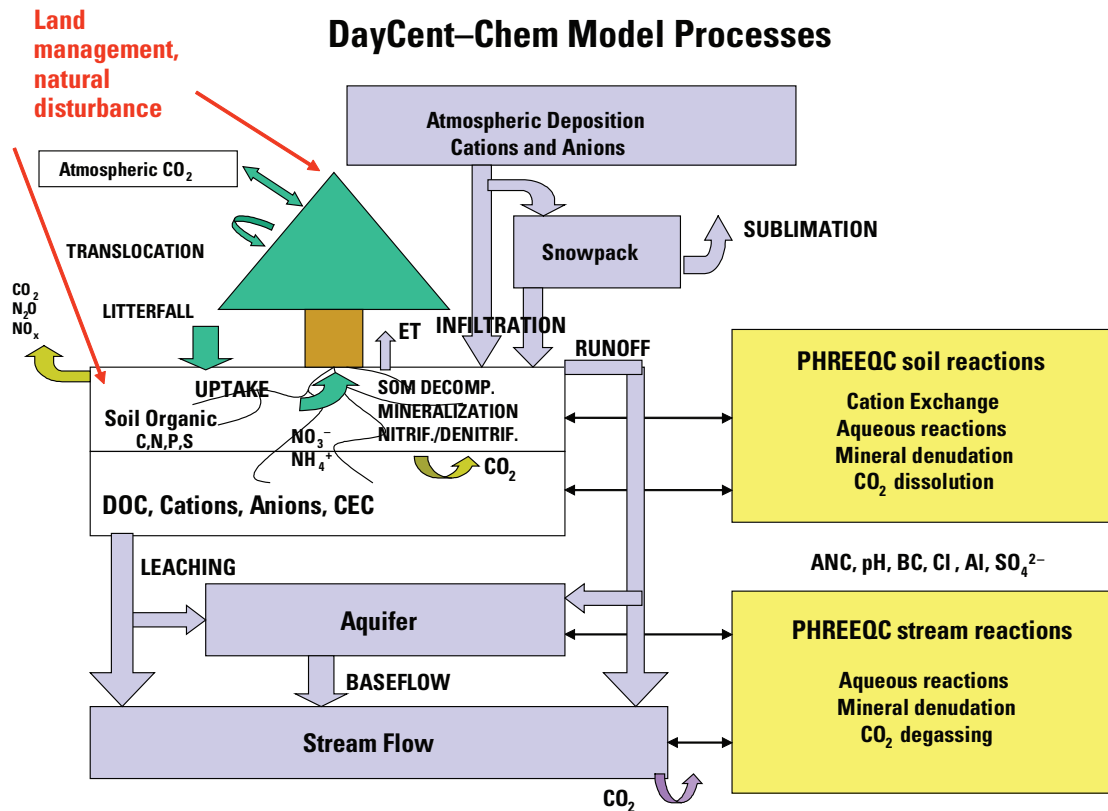 DayCent–Chem Model Processes
Land
management,
natural
disturbance
Atmospheric Deposition
Cations and Anions
Atmospheric CO₂
Snowpack
SUBLIMATION
TRANSLOCATION
CO₂
N₂O
NOₓ
LITTERFALL
ET
INFILTRATION
RUNOFF
UPTAKE
Soil Organic
C,N,P,S
NO₃⁻
NH₄⁺
SOM DECOMP.
MINERALIZATION
NITRIF./DENITRIF.
CO₂
DOC, Cations, Anions, CEC
PHREEQC soil reactions
Cation Exchange
Aqueous reactions
Mineral denudation
CO₂ dissolution
LEACHING
ANC, pH, BC, Cl , Al, SO₄²⁻
Aquifer
PHREEQC stream reactions
Aqueous reactions
Mineral denudation
CO₂ degassing
BASEFLOW
Stream Flow
CO₂